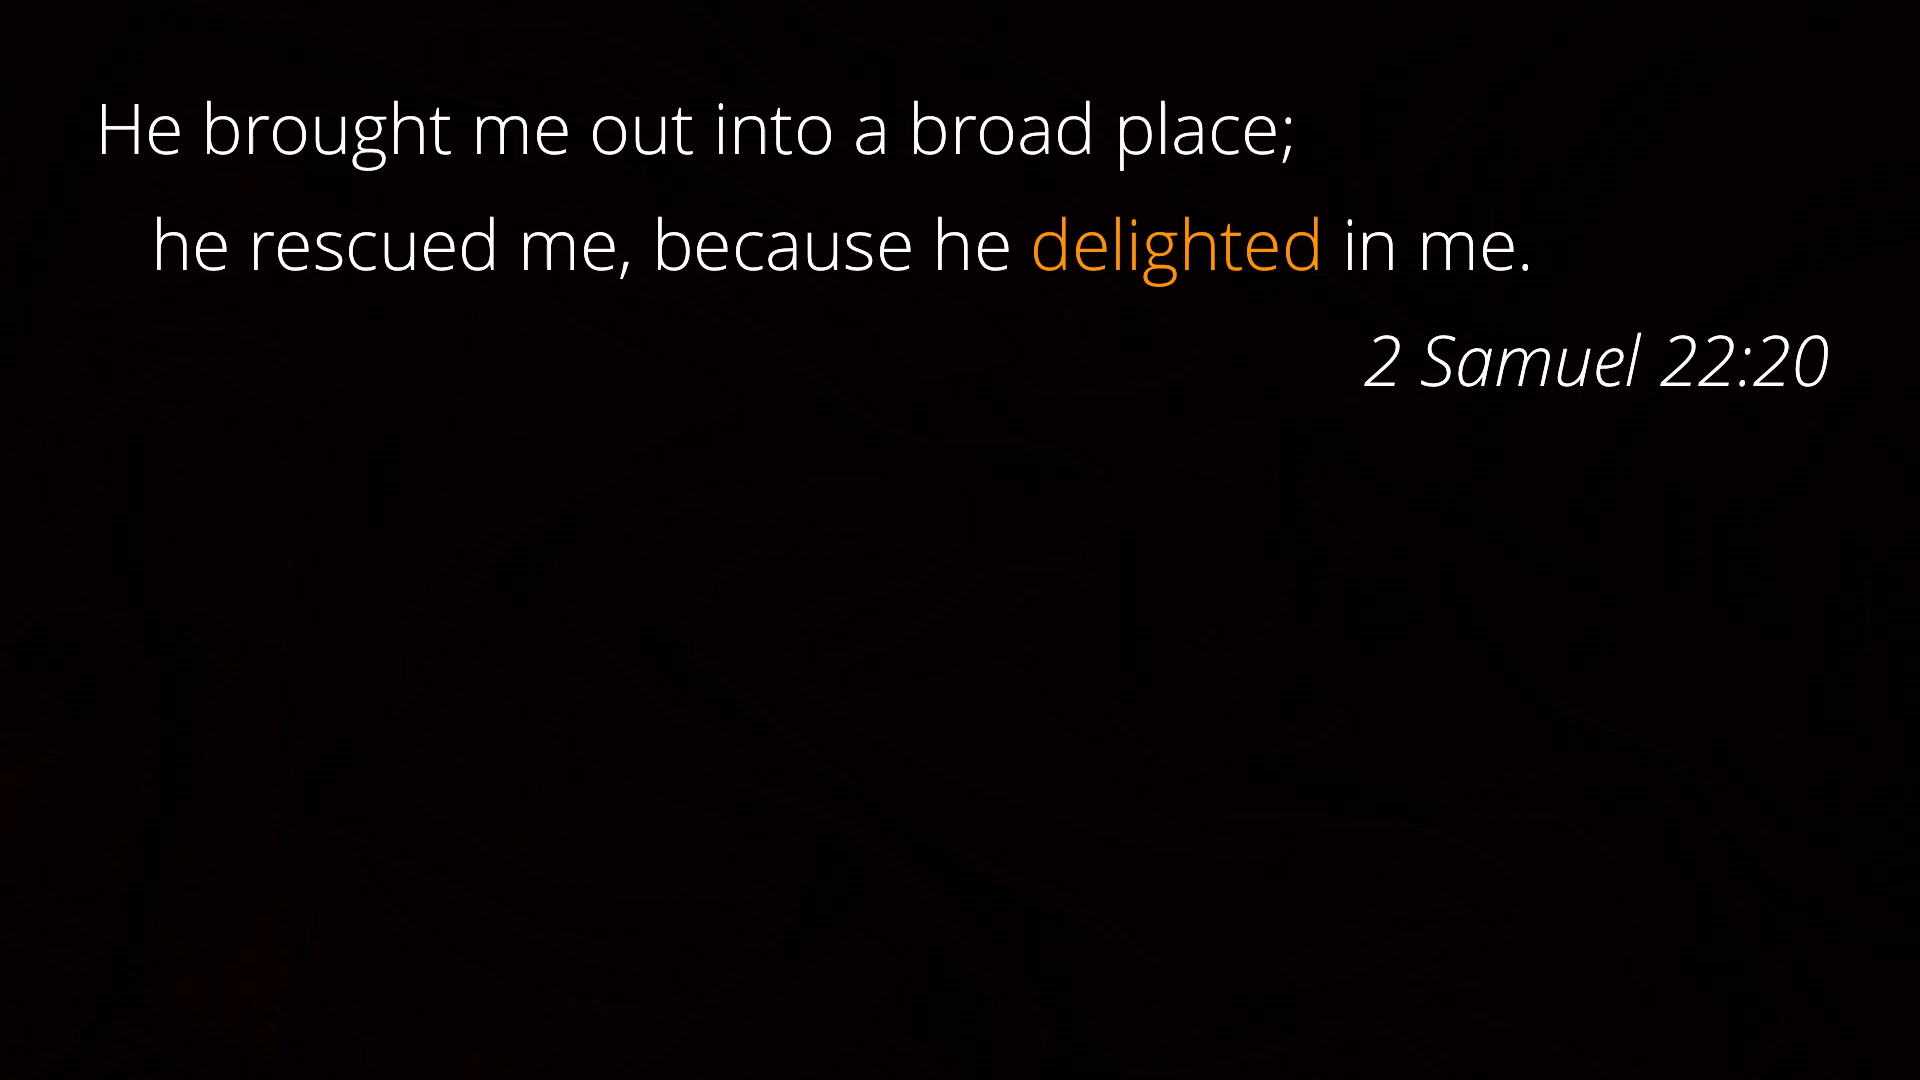 He brought me out into a broad place;
he rescued me, because he delighted in me.
2 Samuel 22:20